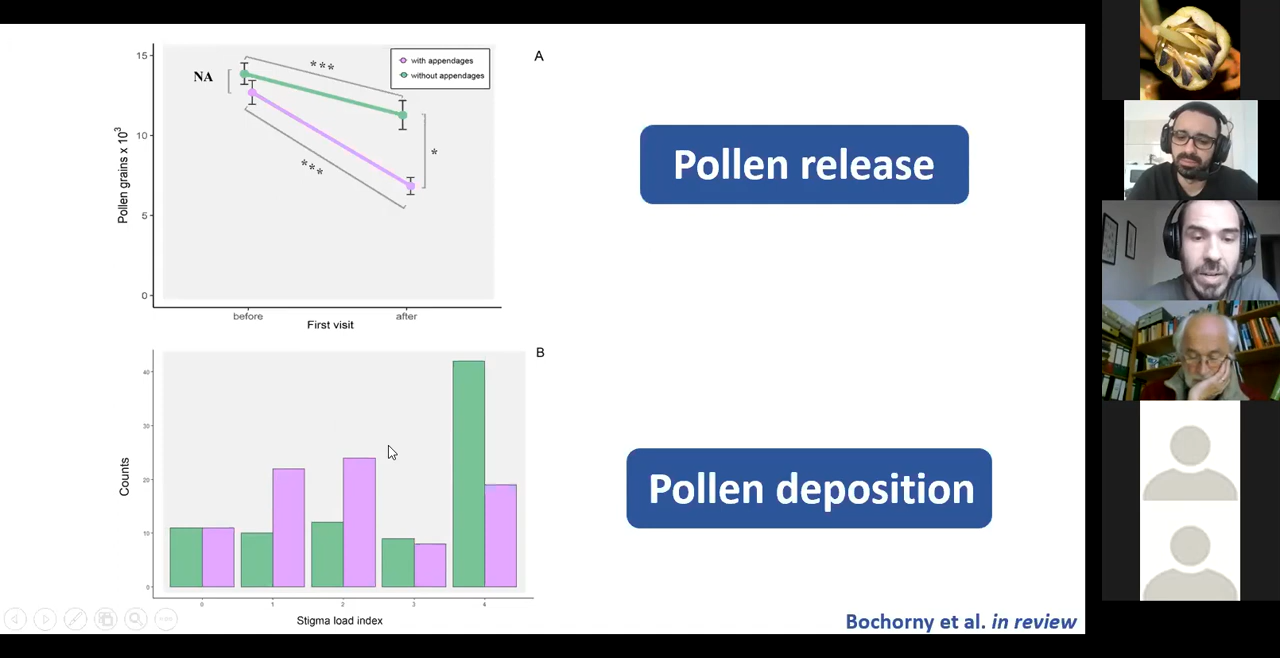 A
15
10
5
0
Pollen grains x 10³
NA
***
***
*
with appendages
without appendages
before
after
First visit
Pollen release
B
40
30
20
10
0
Counts
0
1
2
3
4
Stigma load index
Pollen deposition
Bochorny et al. in review